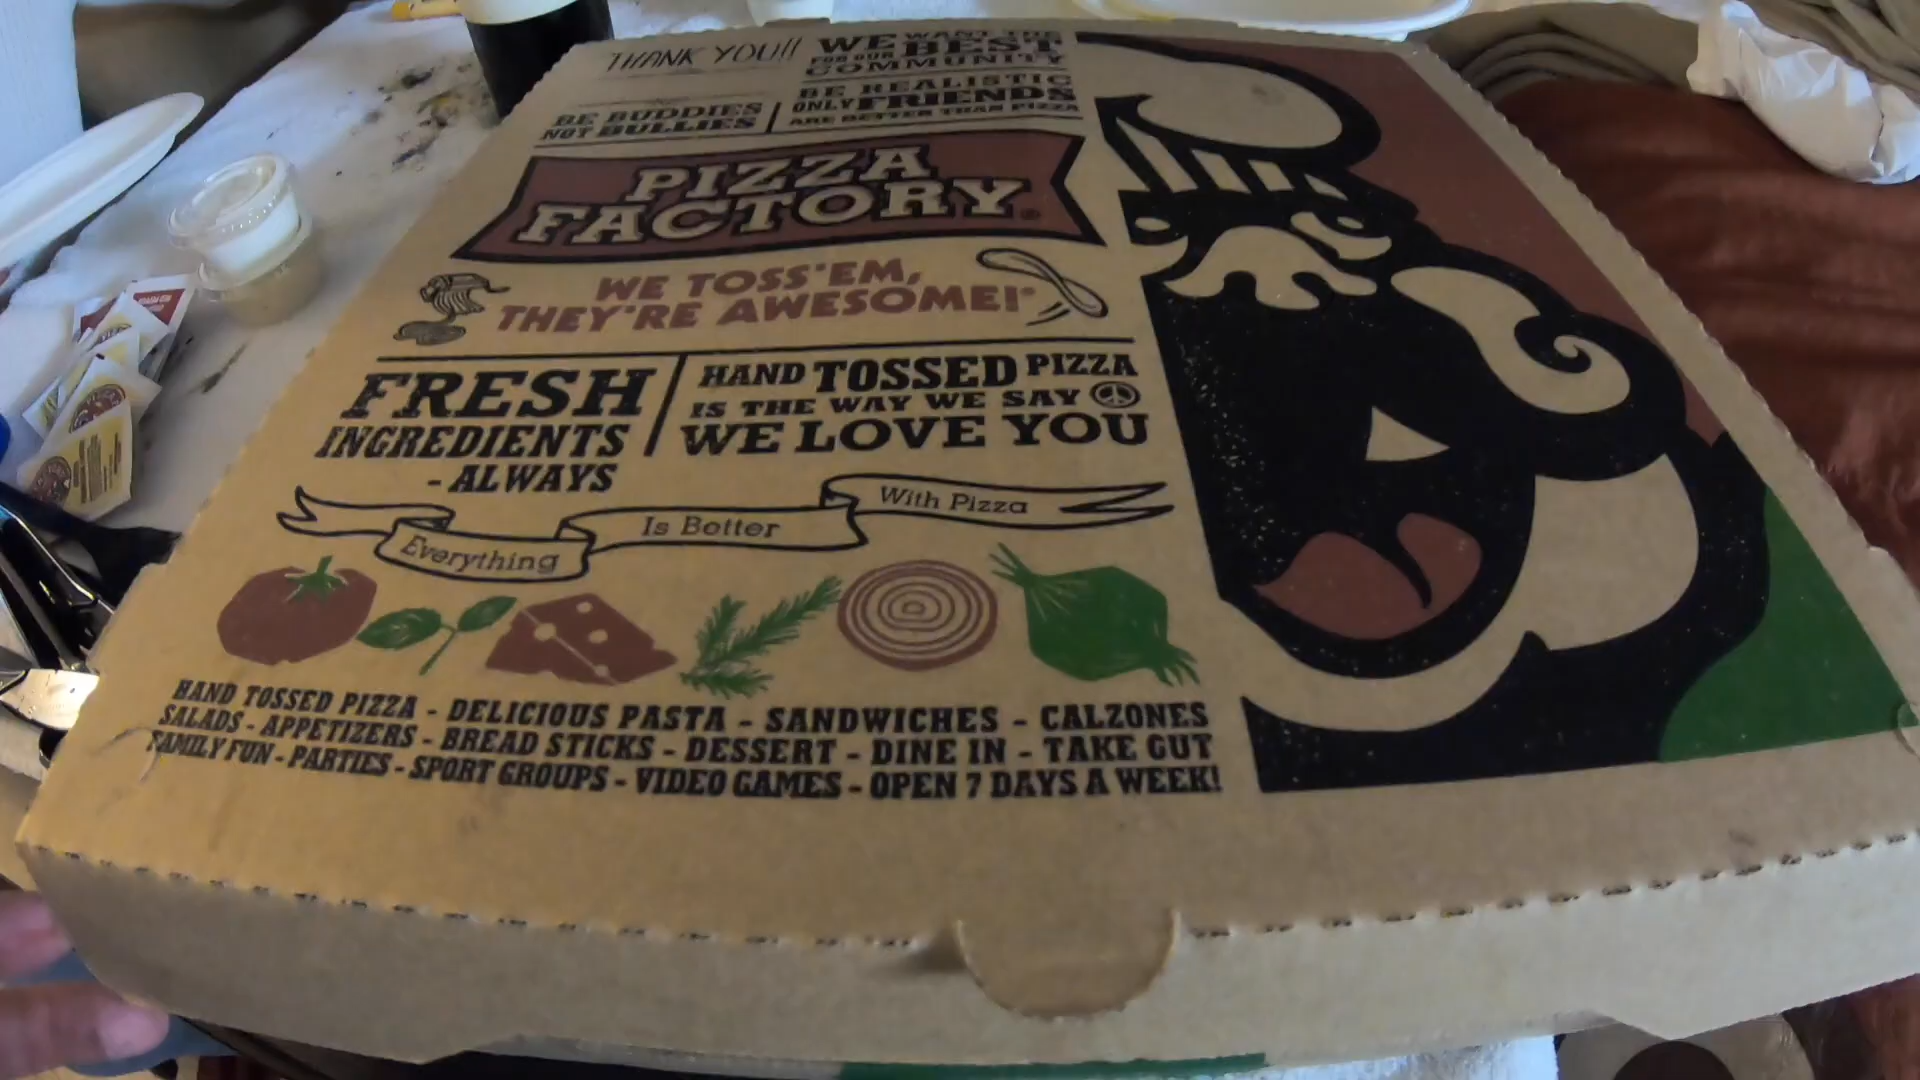 THANK YOU!!
WE WANT THE
BEST
FOR OUR
COMMUNITY
BE BUDDIES
NOT BULLIES
BE REALISTIC
ONLY FRIENDS
ARE BETTER THAN PIZZA
PIZZA
FACTORY®
WE TOSS'EM,
THEY'RE AWESOME!®
FRESH
INGREDIENTS
- ALWAYS
HAND TOSSED PIZZA
IS THE WAY WE SAY
WE LOVE YOU
Everything
Is Better
With Pizza
HAND TOSSED PIZZA - DELICIOUS PASTA - SANDWICHES - CALZONES
SALADS - APPETIZERS - BREAD STICKS - DESSERT - DINE IN - TAKE OUT
FAMILY FUN - PARTIES - SPORT GROUPS - VIDEO GAMES - OPEN 7 DAYS A WEEK!